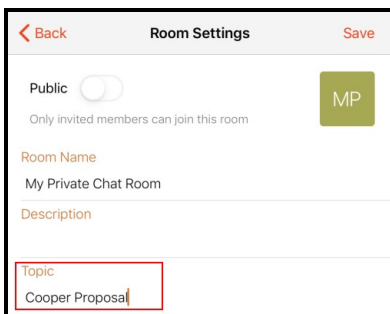 Back Room Settings Save
Public
MP
Only invited members can join this room
Room Name
My Private Chat Room
Description
Topic
Cooper Proposal